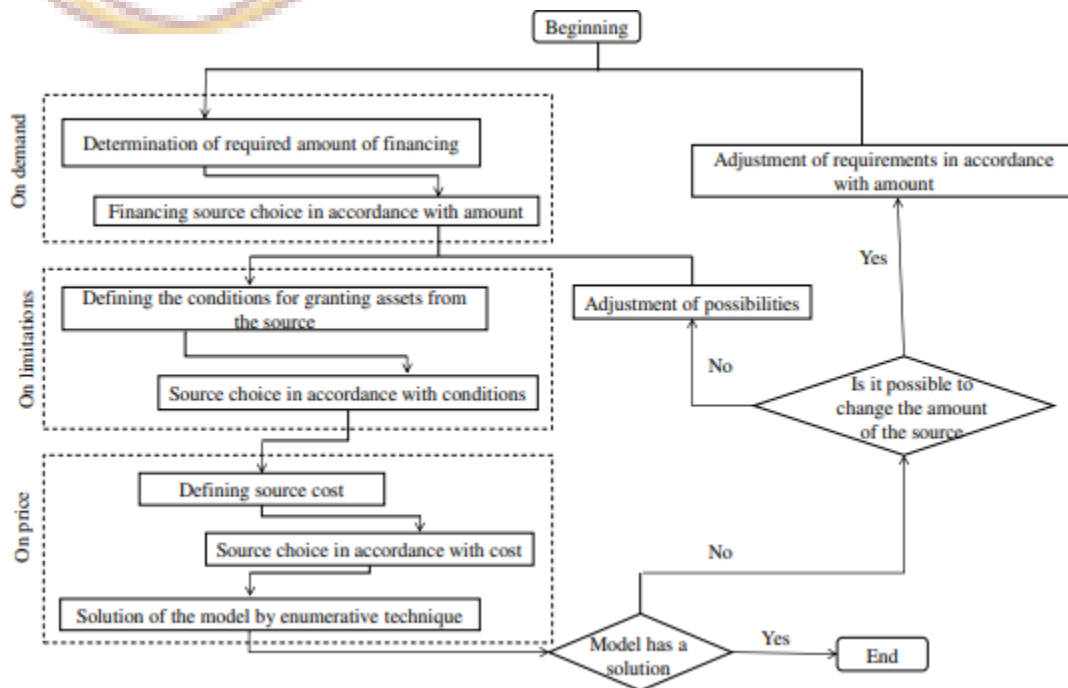 Beginning
On demand
Determination of required amount of financing
Financing source choice in accordance with amount
Adjustment of requirements in accordance
with amount
Yes
On limitations
Defining the conditions for granting assets from
the source
Adjustment of possibilities
No
Source choice in accordance with conditions
Is it possible to
change the amount
of the source
On price
Defining source cost
Source choice in accordance with cost
No
Solution of the model by enumerative technique
Model has a
solution
Yes
End